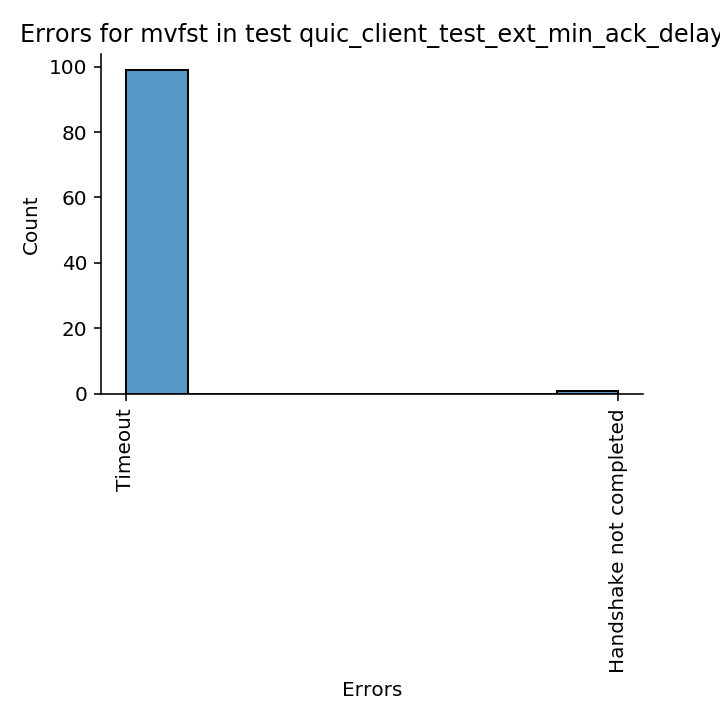 Errors for mvfst in test quic_client_test_ext_min_ack_delay
100
80
60
40
20
0
Count
Timeout
Handshake not completed
Errors